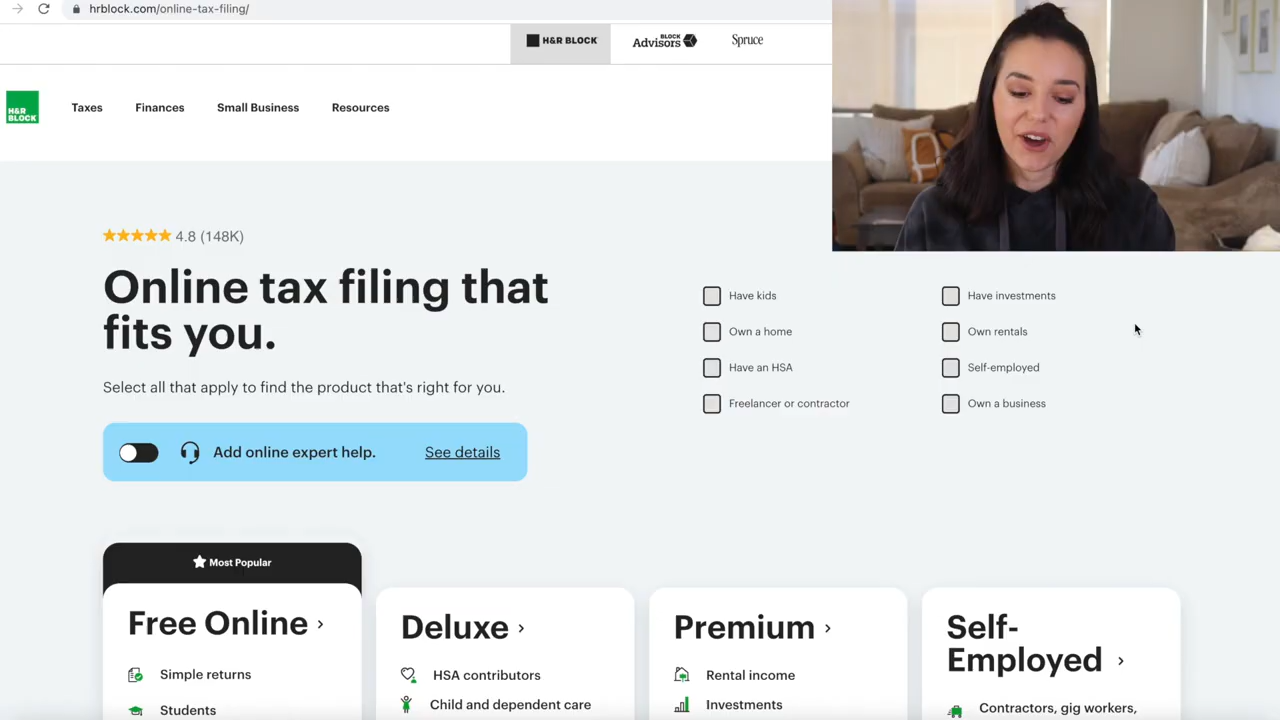 hrblock.com/online-tax-filing/
H&R BLOCK
BLOCK Advisors
Spruce
H&R BLOCK
Taxes
Finances
Small Business
Resources
4.8 (148K)
Online tax filing that
fits you.
Select all that apply to find the product that's right for you.
Add online expert help.
See details
Have kids
Own a home
Have an HSA
Freelancer or contractor
Have investments
Own rentals
Self-employed
Own a business
Most Popular
Free Online
Simple returns
Students
Deluxe
HSA contributors
Child and dependent care
Premium
Rental income
Investments
Self-
Employed
Contractors, gig workers,